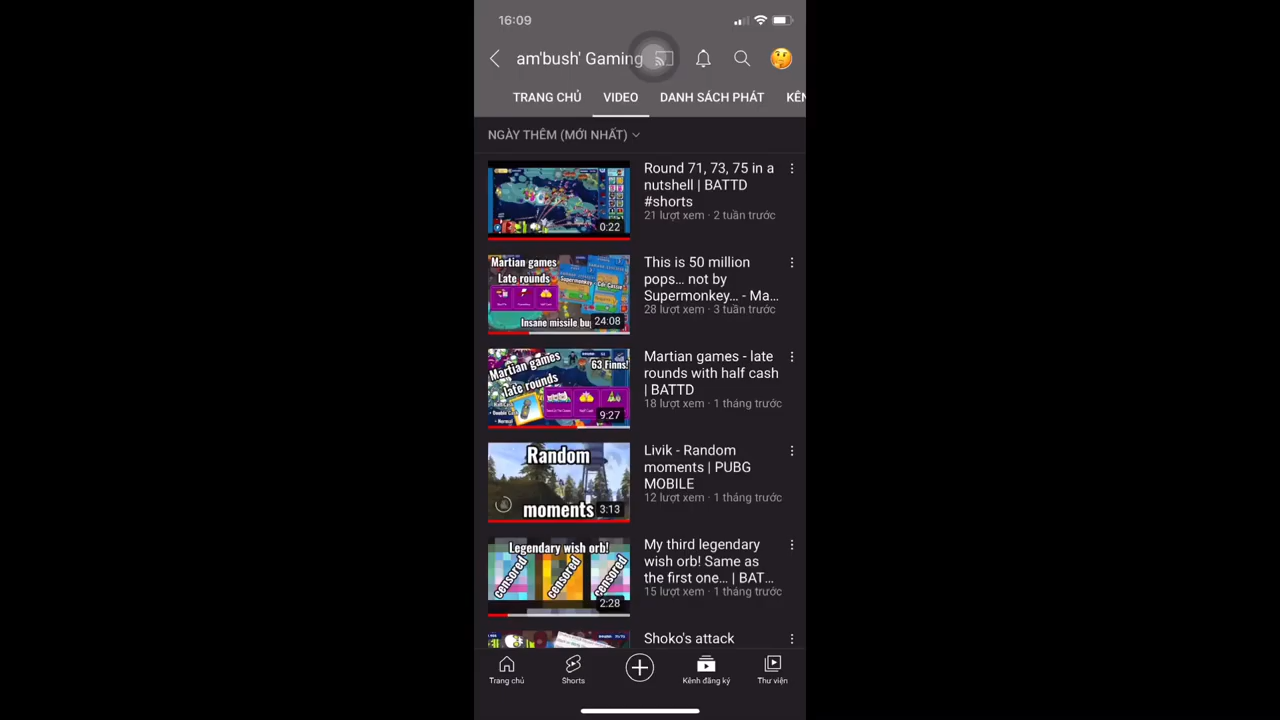 16:09
am'bush' Gaming
TRANG CHỦ VIDEO DANH SÁCH PHÁT KÊN
NGÀY THÊM (MỚI NHẤT)
0:22
Round 71, 73, 75 in a
nutshell | BATTD
#shorts
21 lượt xem · 2 tuần trước
Martian games
Late rounds
Supermonkey
Insane missile bu
24:08
This is 50 million
pops... not by
Supermonkey... - Ma...
28 lượt xem · 3 tuần trước
Martian games
late rounds
63 Finns!
9:27
Martian games - late
rounds with half cash
| BATTD
18 lượt xem · 1 tháng trước
Random
moments
3:13
Livik - Random
moments | PUBG
MOBILE
12 lượt xem · 1 tháng trước
Legendary wish orb!
censored
censored
censored
2:28
My third legendary
wish orb! Same as
the first one... | BAT...
15 lượt xem · 1 tháng trước
Shoko's attack
Trang chủ Shorts Kênh đăng ký Thư viện